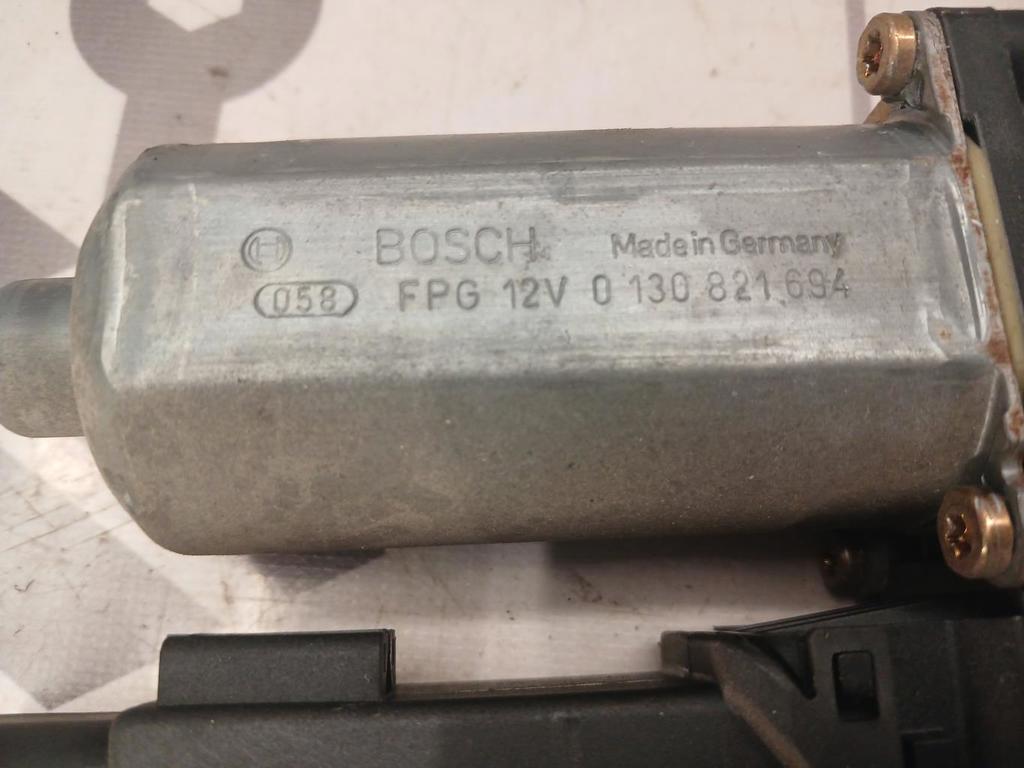 BOSCH Made in Germany
058 FPG 12V 0 130 821 694